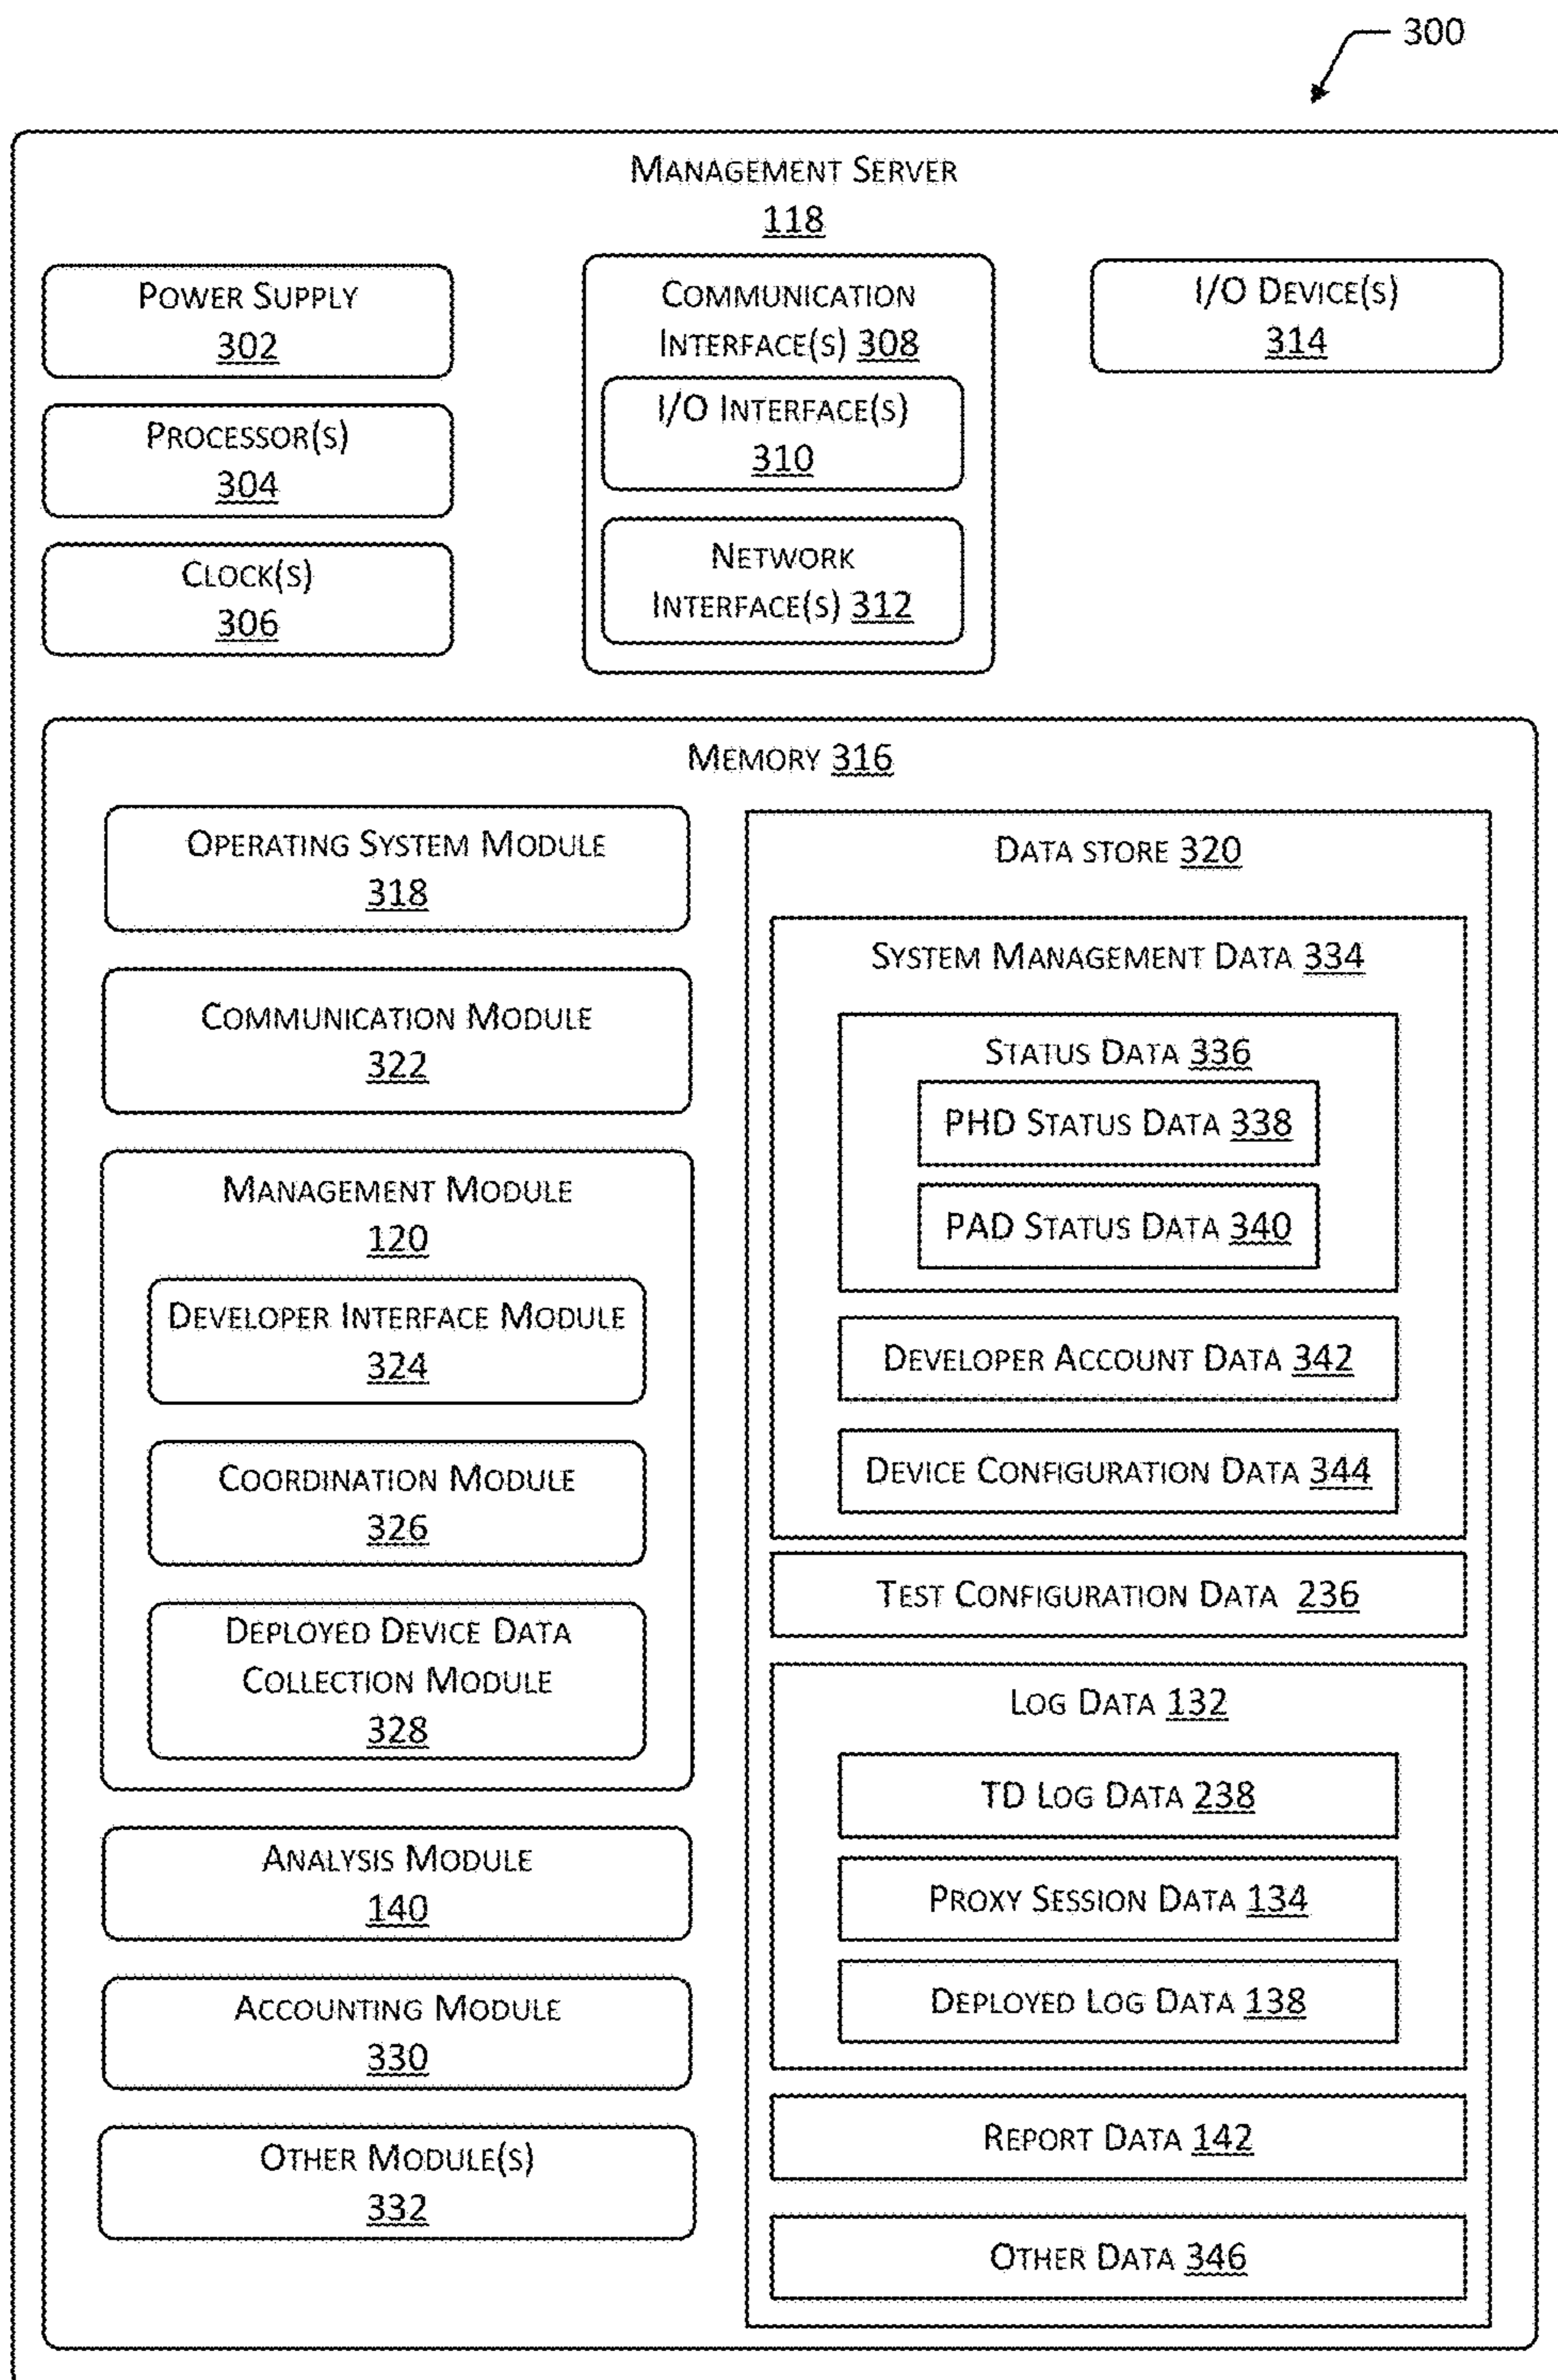 300
Management Server
118
Power Supply
302
Processor(s)
304
Clock(s)
306
Communication
Interface(s) 308
I/O Interface(s)
310
Network
Interface(s) 312
I/O Device(s)
314
Memory 316
Operating System Module
318
Communication Module
322
Management Module
120
Developer Interface Module
324
Coordination Module
326
Deployed Device Data
Collection Module
328
Analysis Module
140
Accounting Module
330
Other Module(s)
332
Data store 320
System Management Data 334
Status Data 336
PHD Status Data 338
PAD Status Data 340
Developer Account Data 342
Device Configuration Data 344
Test Configuration Data 236
Log Data 132
TD Log Data 238
Proxy Session Data 134
Deployed Log Data 138
Report Data 142
Other Data 346